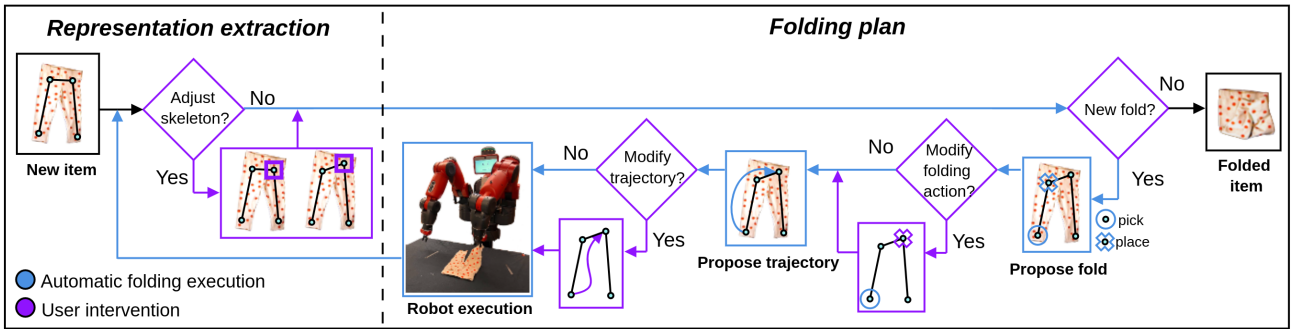 Representation extraction
Folding plan
New item
Adjust
skeleton?
No
Yes
New fold?
No
Yes
Folded
item
pick
place
Propose fold
Modify
folding
action?
No
Yes
Propose trajectory
Modify
trajectory?
No
Yes
Robot execution
Automatic folding execution
User intervention